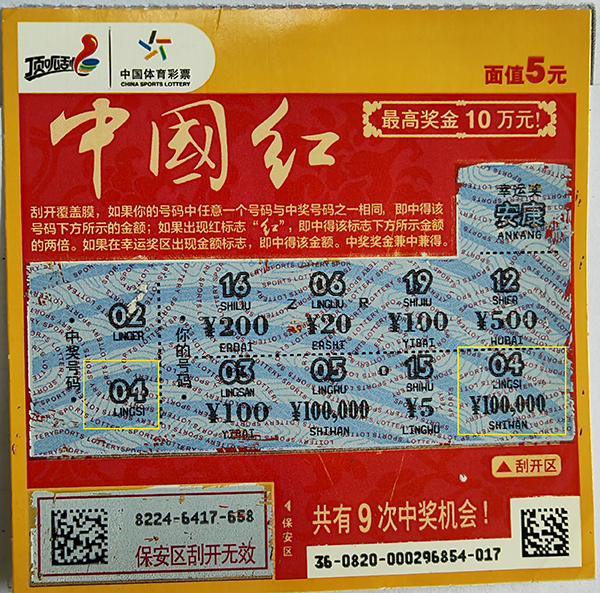 顶呱刮
中国体育彩票
CHINA SPORTS LOTTERY
面值5元
中國红
最高奖金10万元!
刮开覆盖膜，如果你的号码中任意一个号码与中奖号码之一相同，即中得该
号码下方所示的金额；如果出现红标志“红”，即中得该标志下方所示金额
的两倍。如果在幸运奖区出现金额标志，即中得该金额。中奖奖金兼中兼得。
幸运奖
安康
ANKANG
中奖号码
02
LINGER
04
LINGSI
你的号码
16 06 19 12
SHILIU LINGLIU SHIJIU SHIER
¥200 ¥20 ¥100 ¥500
ERBAI ERSHI YIBAI WUBAI
03 05 15 04
LINGSAN LINGWU SHIWU LINGSI
¥100 ¥100,000 ¥5 ¥100,000
YIBAI SHIWAN LINGWU SHIWAN
刮开区
8224-6417-658
保安区刮开无效
保安区
共有9次中奖机会！
36-0820-000296854-017